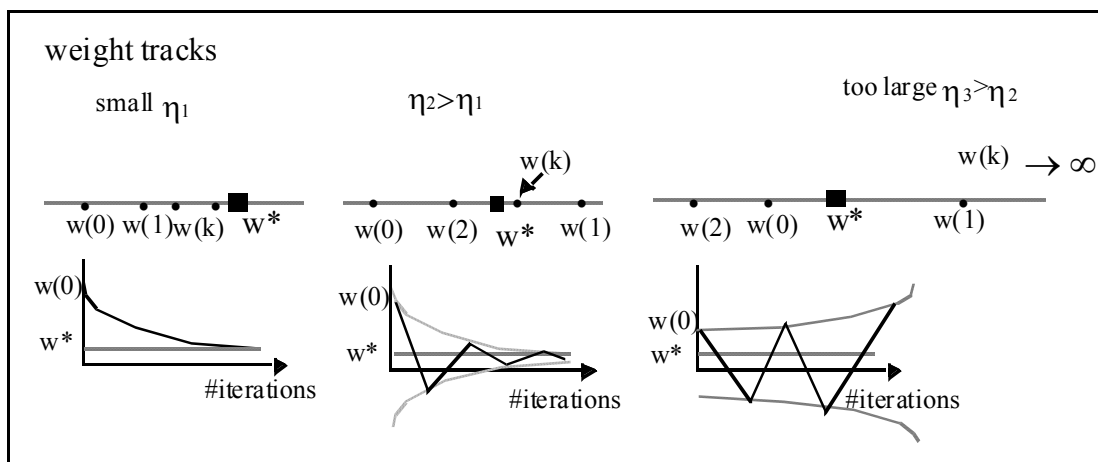 weight tracks
small η1
η2>η1
too large η3>η2
w(k) → ∞
w(k)
w(0) w(1) w(k) w*
w(0) w(2) w* w(1)
w(2) w(0) w* w(1)
w(0)
w*
#iterations
w(0)
w*
#iterations
w(0)
w*
#iterations